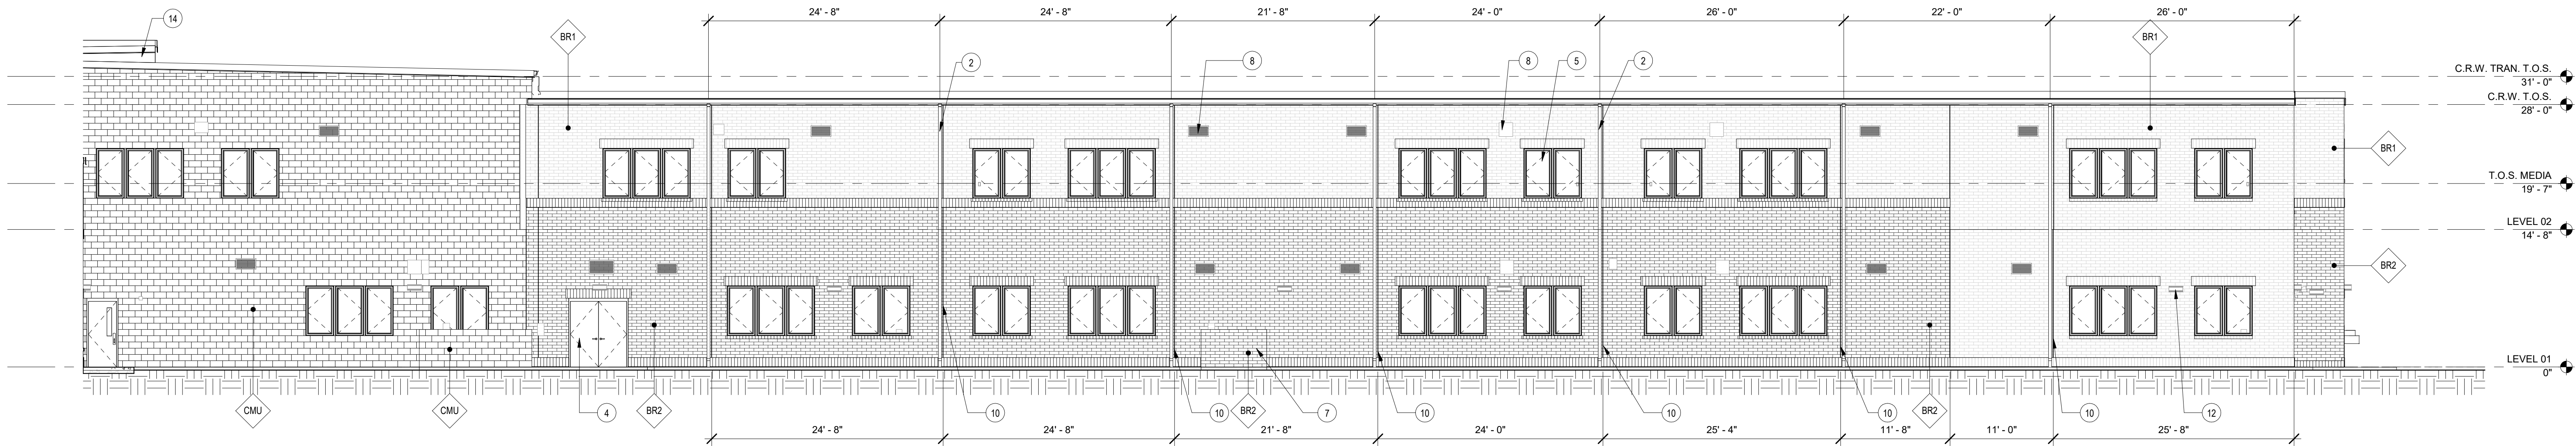 24' - 8"
24' - 8"
21' - 8"
24' - 0"
26' - 0"
22' - 0"
26' - 0"
14
BR1
2
8
8
5
2
BR1
C.R.W. TRAN. T.O.S.
31' - 0"
C.R.W. T.O.S.
28' - 0"
BR1
T.O.S. MEDIA
19' - 7"
LEVEL 02
14' - 8"
BR2
LEVEL 01
0"
CMU
CMU
4
BR2
10
10
BR2
7
10
10
10
BR2
10
12
24' - 8"
24' - 8"
21' - 8"
24' - 0"
25' - 4"
11' - 8"
11' - 0"
25' - 8"